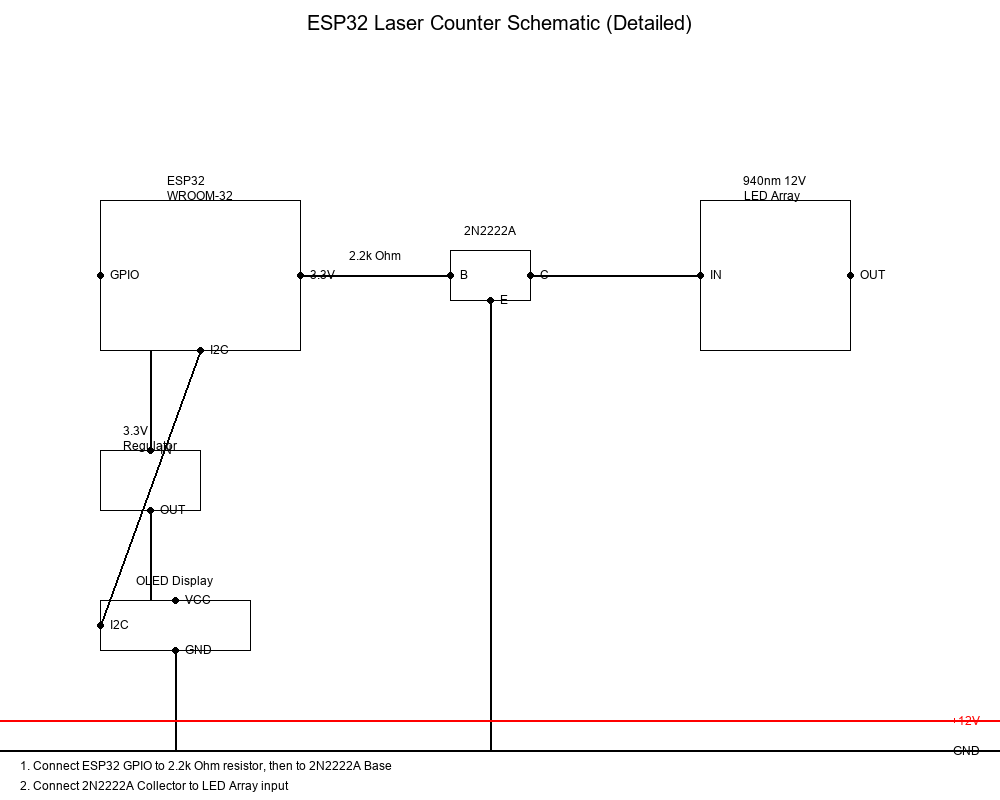 ESP32 Laser Counter Schematic (Detailed)
ESP32
WROOM-32
940nm 12V
LED Array
2N2222A
2.2k Ohm
GPIO
3.3V
B
C
IN
OUT
E
I2C
3.3V
Regulator
IN
OUT
OLED Display
VCC
I2C
GND
+12V
GND
1. Connect ESP32 GPIO to 2.2k Ohm resistor, then to 2N2222A Base
2. Connect 2N2222A Collector to LED Array input